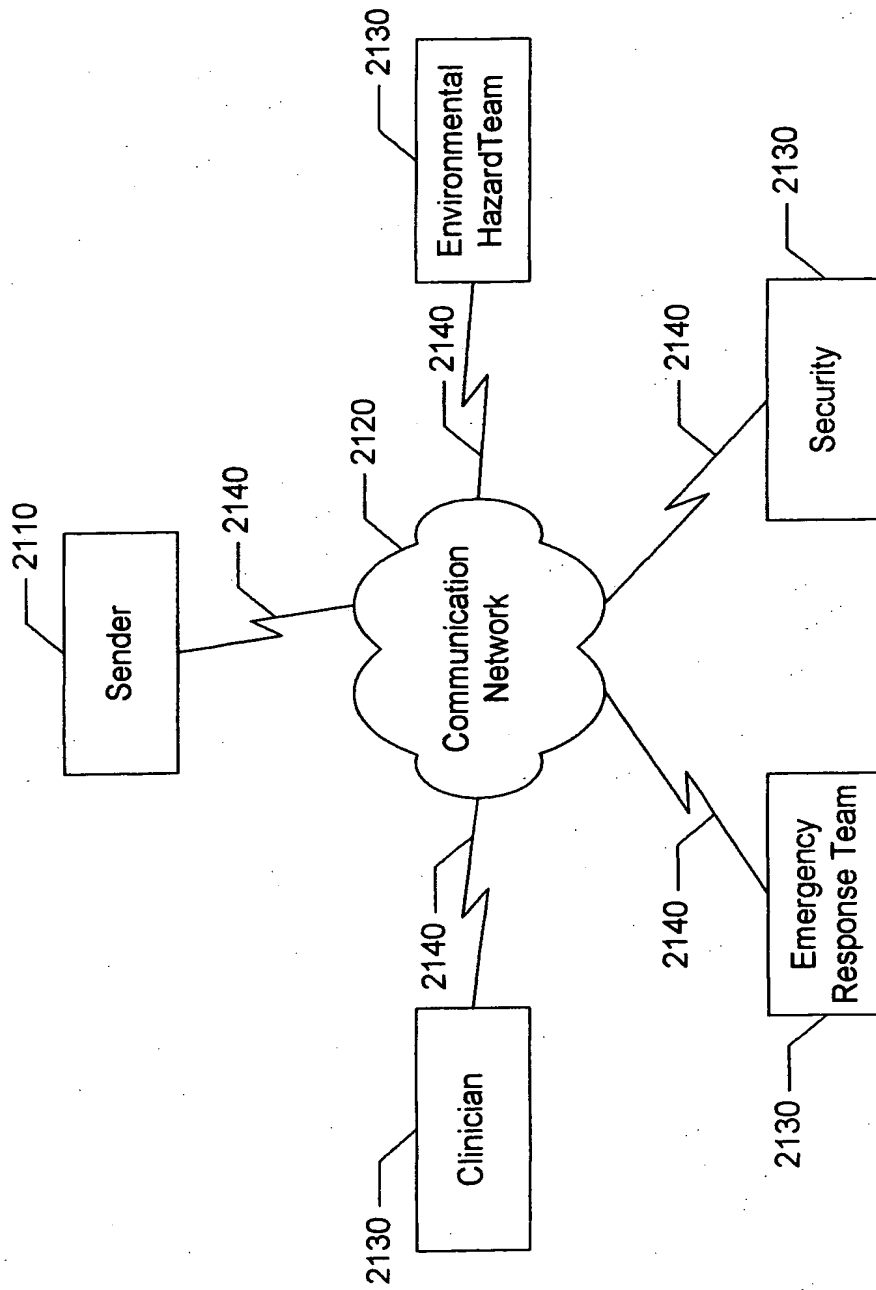 2110
Sender
2140
2120
Communication
Network
2140
Clinician
2130
2140
Environmental
HazardTeam
2130
2140
Emergency
Response Team
2130
2140
Security
2130